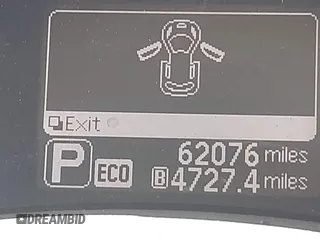 Exit
P ECO 62076 miles
B 4727.4 miles
DREAMBID